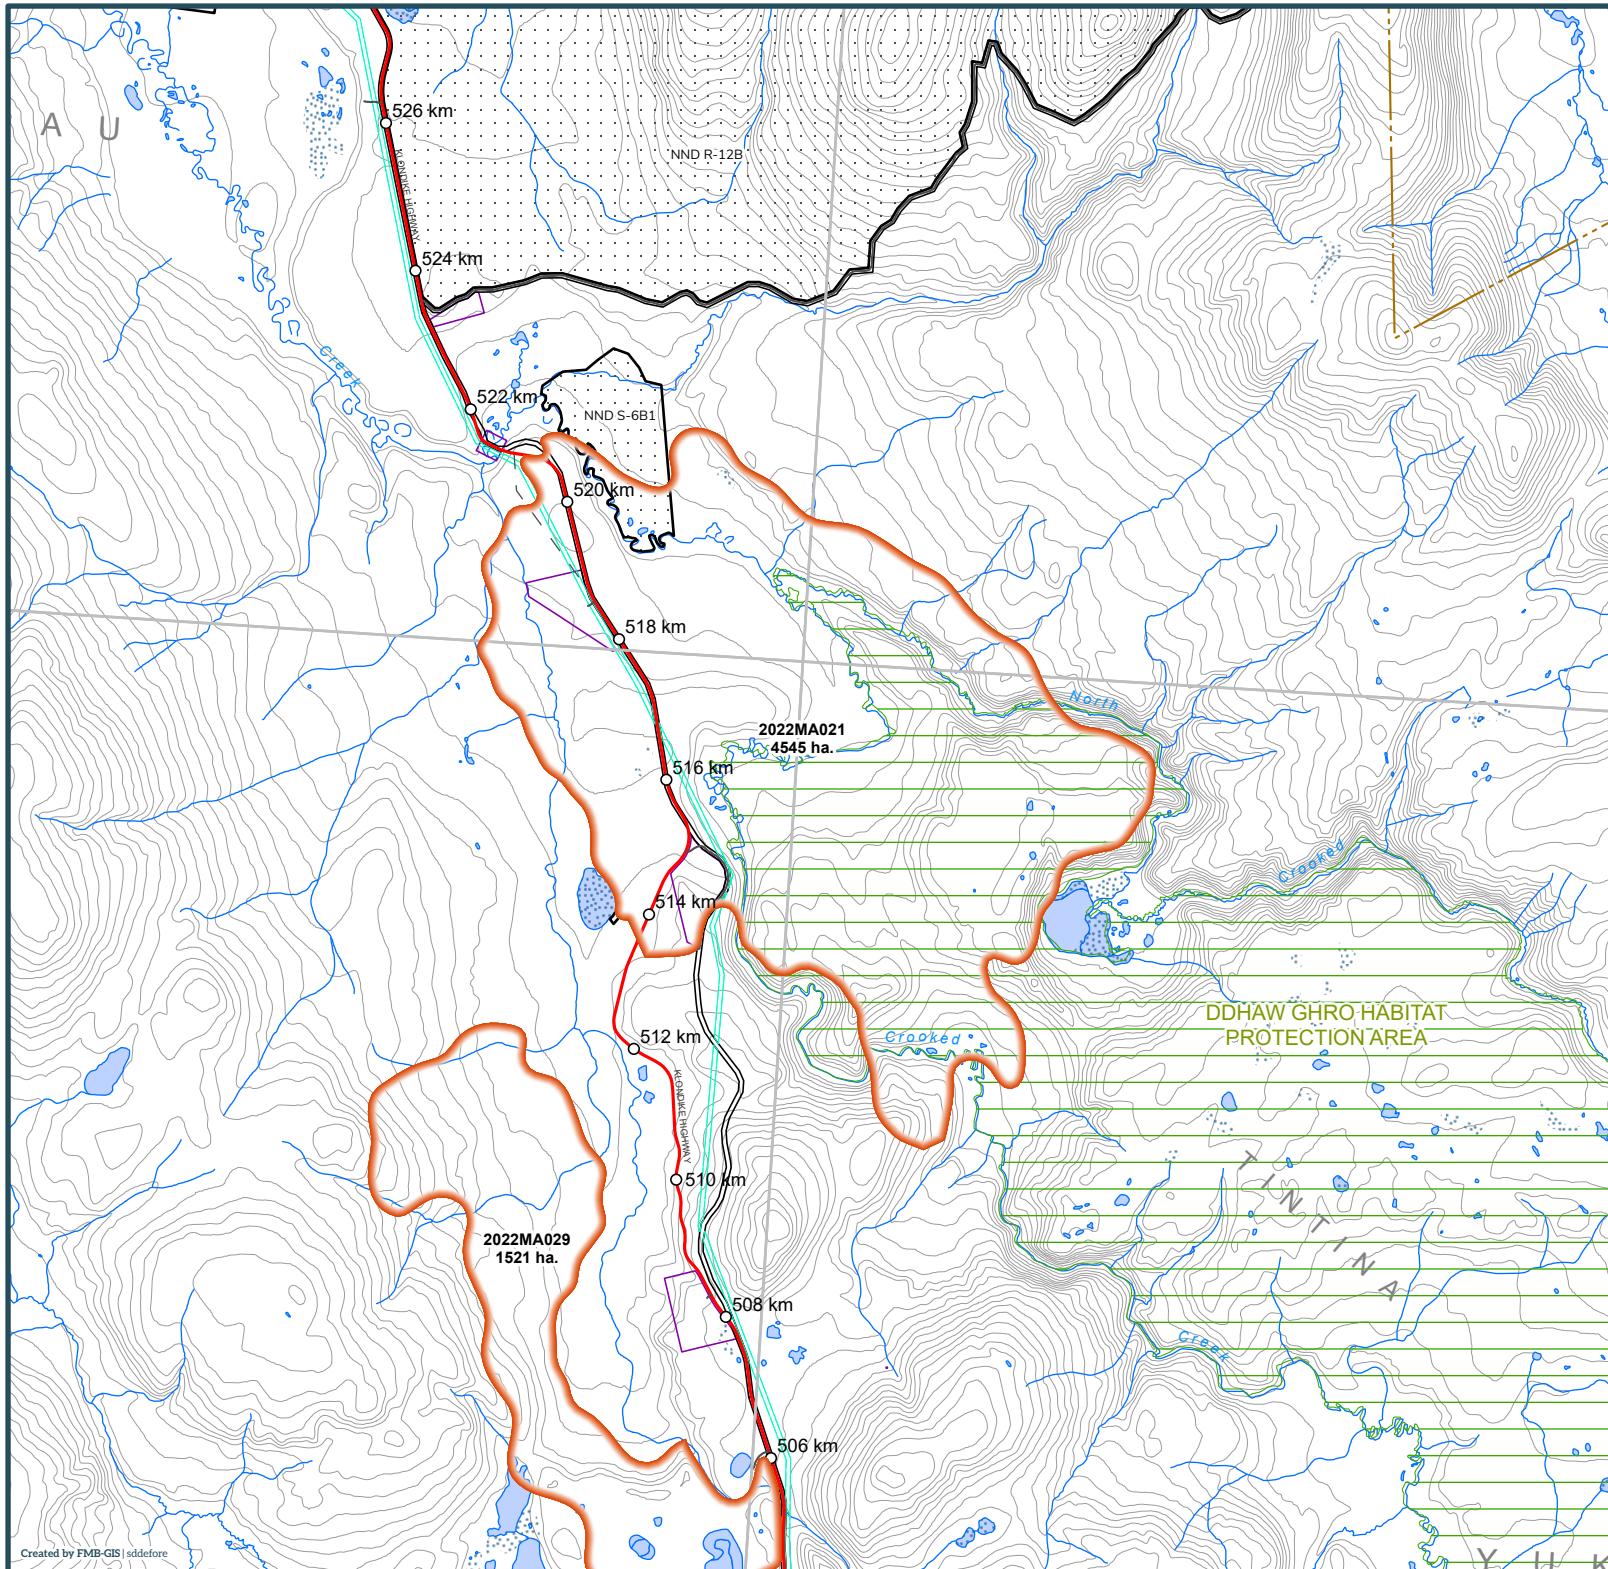 526 km
A U
NND R-12B
KLONDIKE HIGHWAY
524 km
Creek
522 km
NND S-6B1
520 km
518 km
North
2022MA021
4545 ha.
516 km
Crooked
514 km
DDHAW GHRO HABITAT
PROTECTION AREA
Crooked
512 km
KLONDIKE HIGHWAY
510 km
TINTINA
2022MA029
1521 ha.
508 km
Creek
506 km
Created by FMB-GIS | sddefore
Y U K